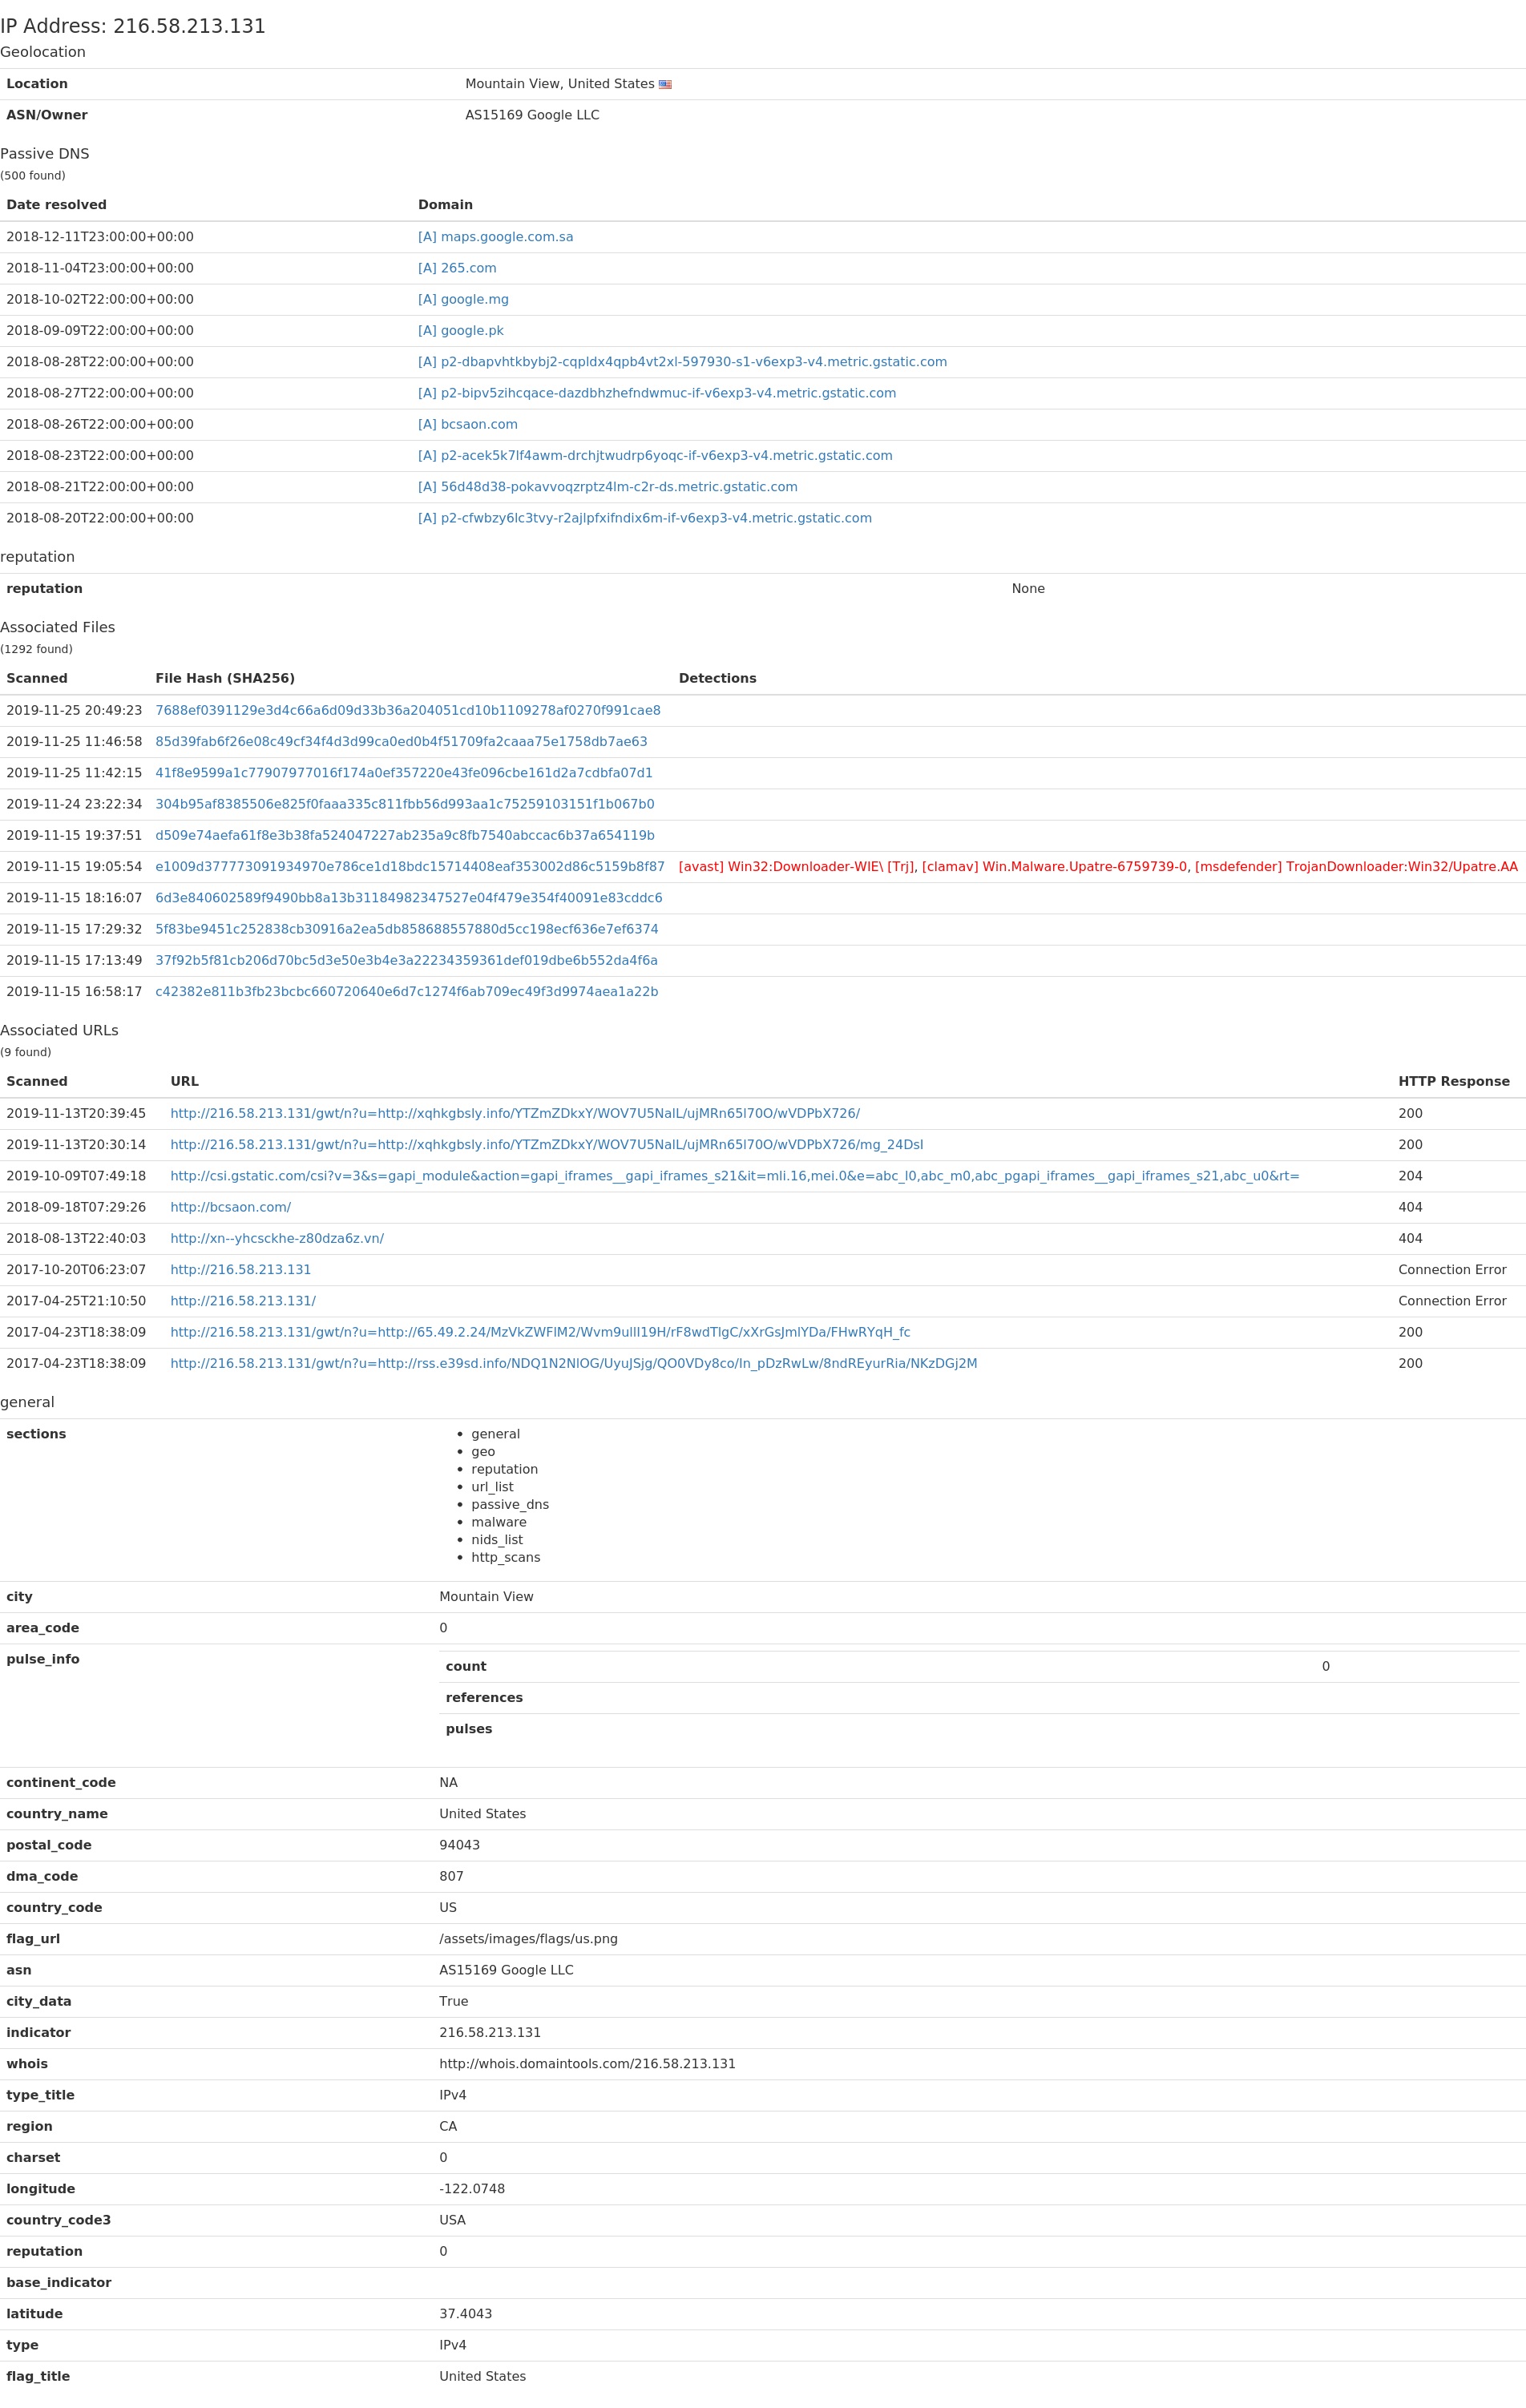 IP Address: 216.58.213.131
Geolocation
Location Mountain View, United States
ASN/Owner AS15169 Google LLC
Passive DNS
(500 found)
Date resolved Domain
2018-12-11T23:00:00+00:00 [A] maps.google.com.sa
2018-11-04T23:00:00+00:00 [A] 265.com
2018-10-02T22:00:00+00:00 [A] google.mg
2018-09-09T22:00:00+00:00 [A] google.pk
2018-08-28T22:00:00+00:00 [A] p2-dbapvhtkbybj2-cqpldx4qpb4vt2xl-597930-s1-v6exp3-v4.metric.gstatic.com
2018-08-27T22:00:00+00:00 [A] p2-bipv5zihcqace-dazdbhzhefndwmuc-if-v6exp3-v4.metric.gstatic.com
2018-08-26T22:00:00+00:00 [A] bcsaon.com
2018-08-23T22:00:00+00:00 [A] p2-acek5k7lf4awm-drchjtwudrp6yoqc-if-v6exp3-v4.metric.gstatic.com
2018-08-21T22:00:00+00:00 [A] 56d48d38-pokavvoqzrptz4lm-c2r-ds.metric.gstatic.com
2018-08-20T22:00:00+00:00 [A] p2-cfwbzy6lc3tvy-r2ajlpfxifndix6m-if-v6exp3-v4.metric.gstatic.com
reputation
reputation None
Associated Files
(1292 found)
Scanned File Hash (SHA256) Detections
2019-11-25 20:49:23 7688ef0391129e3d4c66a6d09d33b36a204051cd10b1109278af0270f991cae8
2019-11-25 11:46:58 85d39fab6f26e08c49cf34f4d3d99ca0ed0b4f51709fa2caaa75e1758db7ae63
2019-11-25 11:42:15 41f8e9599a1c77907977016f174a0ef357220e43fe096cbe161d2a7cdbfa07d1
2019-11-24 23:22:34 304b95af8385506e825f0faaa335c811fbb56d993aa1c75259103151f1b067b0
2019-11-15 19:37:51 d509e74aefa61f8e3b38fa524047227ab235a9c8fb7540abccac6b37a654119b
2019-11-15 19:05:54 e1009d377773091934970e786ce1d18bdc15714408eaf353002d86c5159b8f87 [avast] Win32:Downloader-WIE\ [Trj], [clamav] Win.Malware.Upatre-6759739-0, [msdefender] TrojanDownloader:Win32/Upatre.AA
2019-11-15 18:16:07 6d3e840602589f9490bb8a13b31184982347527e04f479e354f40091e83cddc6
2019-11-15 17:29:32 5f83be9451c252838cb30916a2ea5db858688557880d5cc198ecf636e7ef6374
2019-11-15 17:13:49 37f92b5f81cb206d70bc5d3e50e3b4e3a22234359361def019dbe6b552da4f6a
2019-11-15 16:58:17 c42382e811b3fb23bcbc660720640e6d7c1274f6ab709ec49f3d9974aea1a22b
Associated URLs
(9 found)
Scanned URL HTTP Response
2019-11-13T20:39:45 http://216.58.213.131/gwt/n?u=http://xqhkgbsly.info/YTZmZDkxY/WOV7U5NaIL/ujMRn65l70O/wVDPbX726/ 200
2019-11-13T20:30:14 http://216.58.213.131/gwt/n?u=http://xqhkgbsly.info/YTZmZDkxY/WOV7U5NaIL/ujMRn65l70O/wVDPbX726/mg_24DsI 200
2019-10-09T07:49:18 http://csi.gstatic.com/csi?v=3&s=gapi_module&action=gapi_iframes__gapi_iframes_s21&it=mli.16,mei.0&e=abc_l0,abc_m0,abc_pgapi_iframes__gapi_iframes_s21,abc_u0&rt= 204
2018-09-18T07:29:26 http://bcsaon.com/ 404
2018-08-13T22:40:03 http://xn--yhcsckhe-z80dza6z.vn/ 404
2017-10-20T06:23:07 http://216.58.213.131 Connection Error
2017-04-25T21:10:50 http://216.58.213.131/ Connection Error
2017-04-23T18:38:09 http://216.58.213.131/gwt/n?u=http://65.49.2.24/MzVkZWFlM2/Wvm9ulII19H/rF8wdTlgC/xXrGsJmlYDa/FHwRYqH_fc 200
2017-04-23T18:38:09 http://216.58.213.131/gwt/n?u=http://rss.e39sd.info/NDQ1N2NlOG/UyuJSjg/QO0VDy8co/In_pDzRwLw/8ndREyurRia/NKzDGj2M 200
general
sections
• general
• geo
• reputation
• url_list
• passive_dns
• malware
• nids_list
• http_scans
city Mountain View
area_code 0
pulse_info
count 0
references
pulses
continent_code NA
country_name United States
postal_code 94043
dma_code 807
country_code US
flag_url /assets/images/flags/us.png
asn AS15169 Google LLC
city_data True
indicator 216.58.213.131
whois http://whois.domaintools.com/216.58.213.131
type_title IPv4
region CA
charset 0
longitude -122.0748
country_code3 USA
reputation 0
base_indicator
latitude 37.4043
type IPv4
flag_title United States